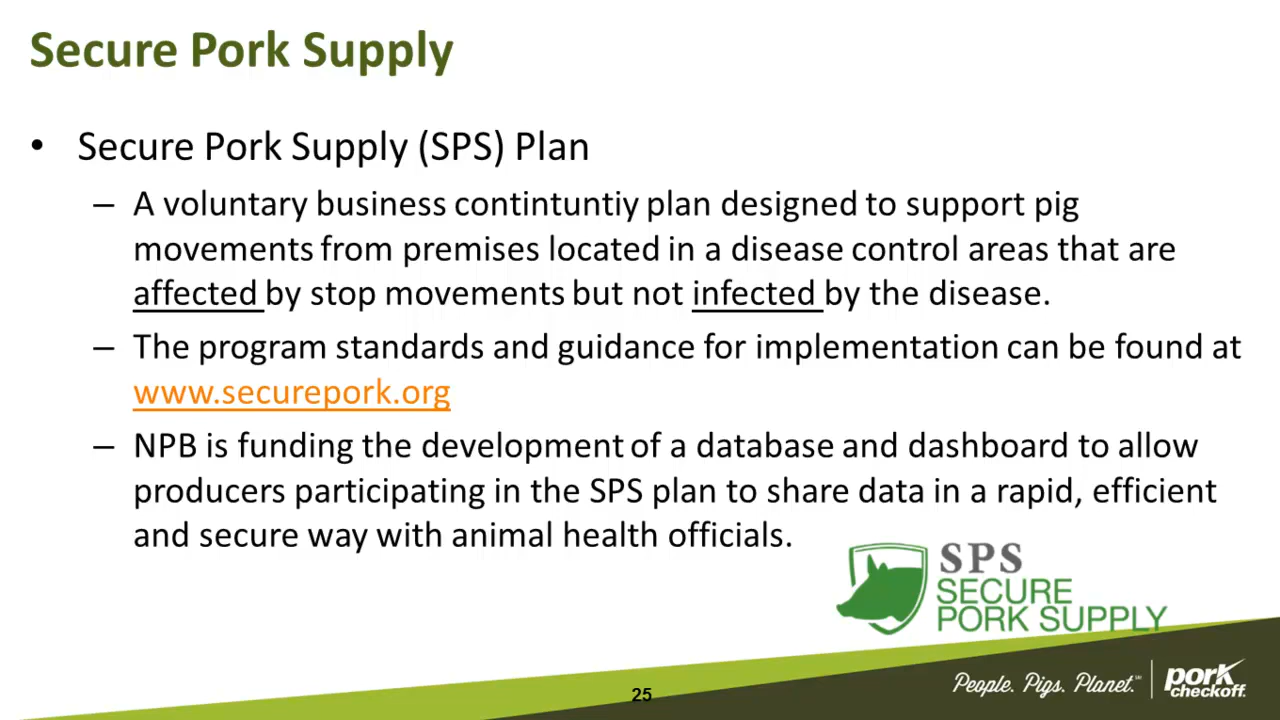 Secure Pork Supply
• Secure Pork Supply (SPS) Plan
– A voluntary business contintuntiy plan designed to support pig
movements from premises located in a disease control areas that are
affected by stop movements but not infected by the disease.
– The program standards and guidance for implementation can be found at
www.securepork.org
– NPB is funding the development of a database and dashboard to allow
producers participating in the SPS plan to share data in a rapid, efficient
and secure way with animal health officials.
SPS
SECURE
PORK SUPPLY
People. Pigs. Planet.℠
pork
checkoff.
25